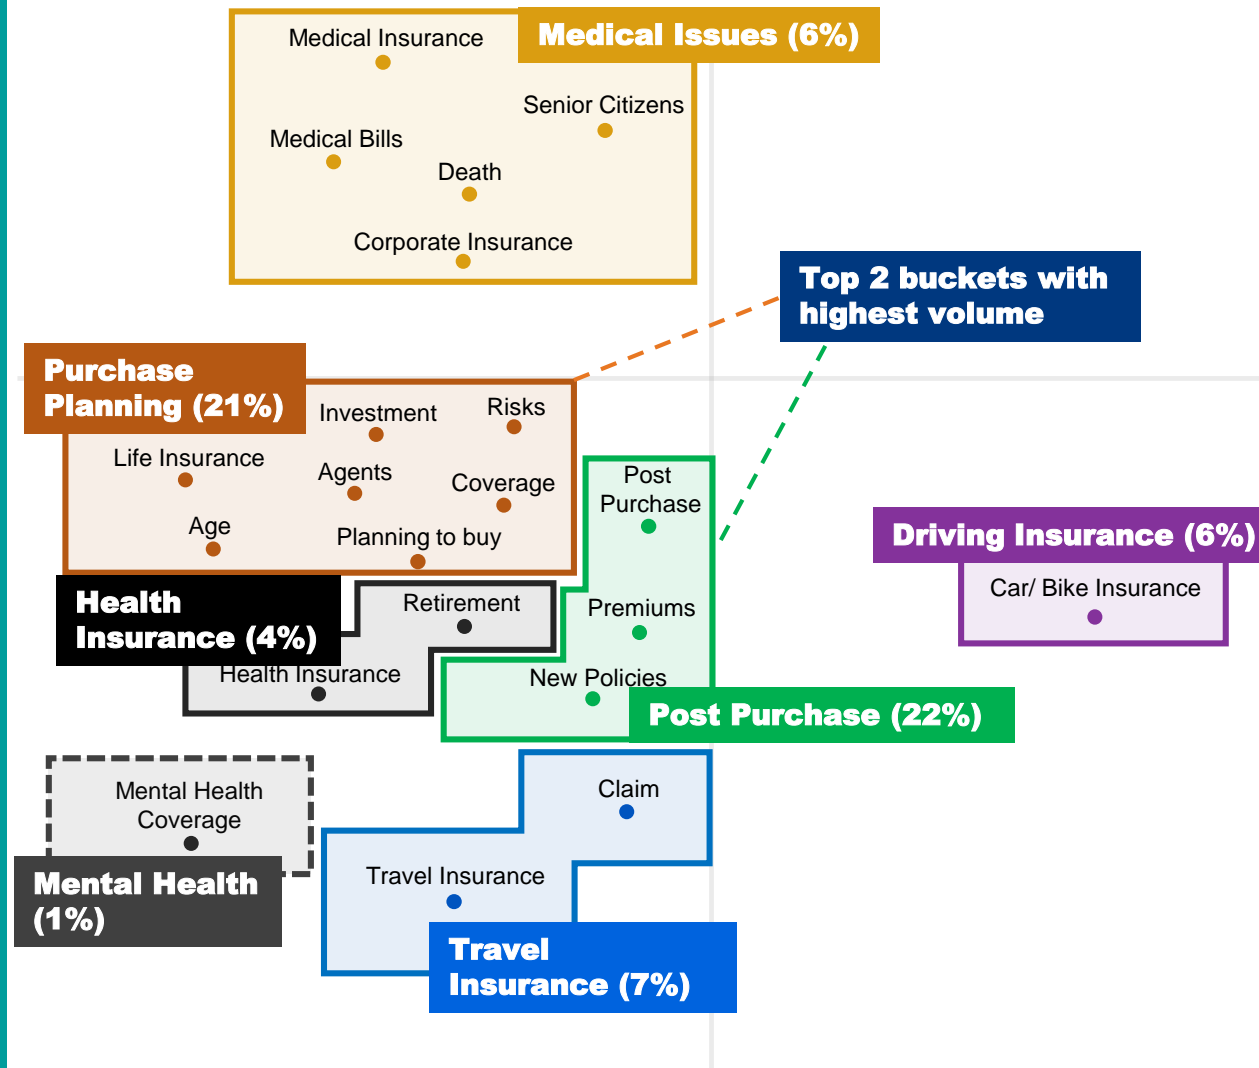 Medical Issues (6%)
Medical Insurance
Senior Citizens
Medical Bills
Death
Corporate Insurance
Top 2 buckets with
highest volume
Purchase
Planning (21%)
Investment
Risks
Life Insurance
Agents
Coverage
Age
Planning to buy
Post
Purchase
Premiums
New Policies
Post Purchase (22%)
Driving Insurance (6%)
Car/ Bike Insurance
Health
Insurance (4%)
Retirement
Health Insurance
Mental Health
Coverage
Mental Health
(1%)
Claim
Travel Insurance
Travel
Insurance (7%)